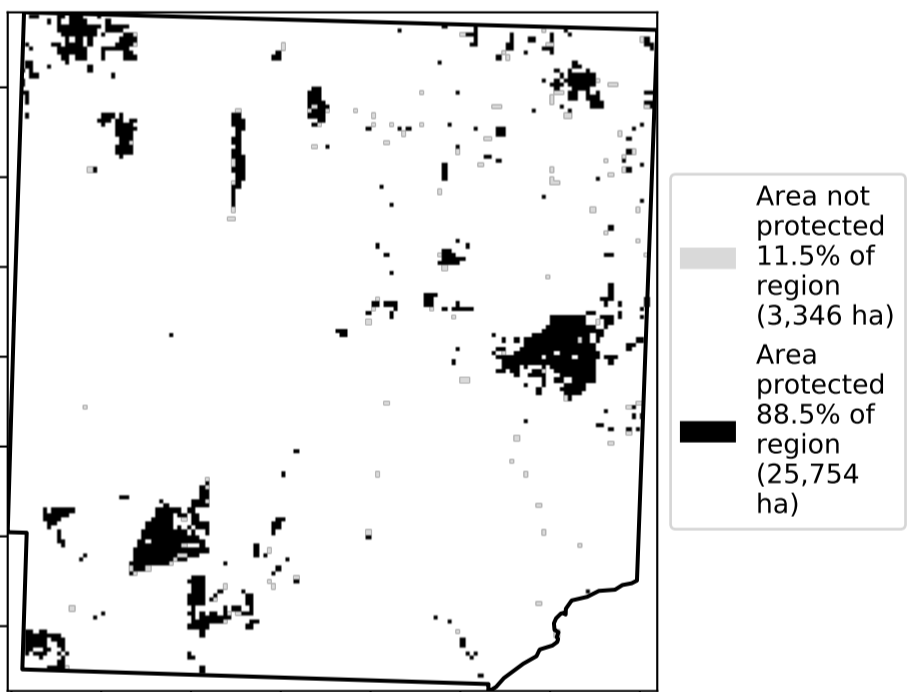 Area not
protected
11.5% of
region
(3,346 ha)
Area
protected
88.5% of
region
(25,754
ha)